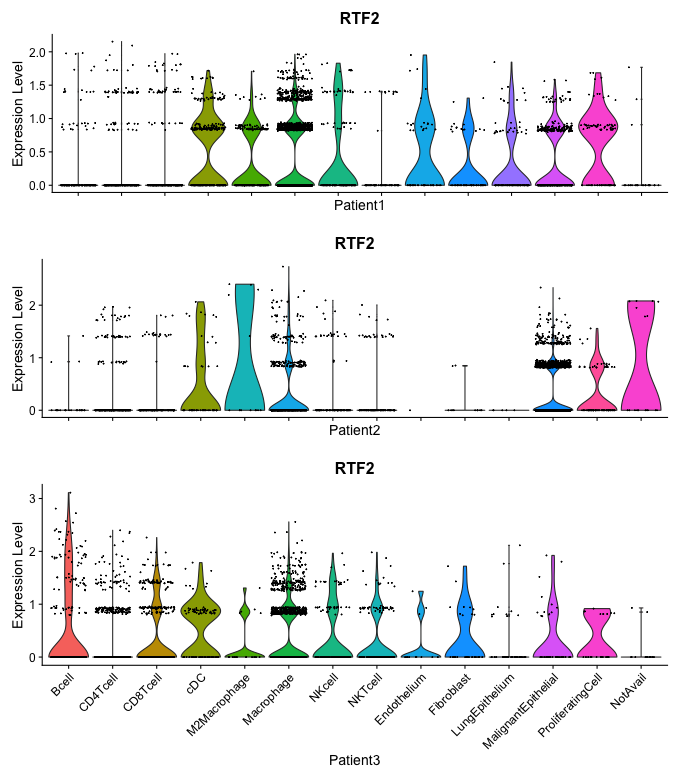 RTF2
Expression Level
2.0
1.5
1.0
0.5
0.0
Patient1
RTF2
Expression Level
2
1
0
Patient2
RTF2
Expression Level
3
2
1
0
Bcell
CD4Tcell
CD8Tcell
cDC
M2Macrophage
Macrophage
NKcell
NKTcell
Endothelium
Fibroblast
LungEpithelium
MalignantEpithelial
ProliferatingCell
NotAvail
Patient3